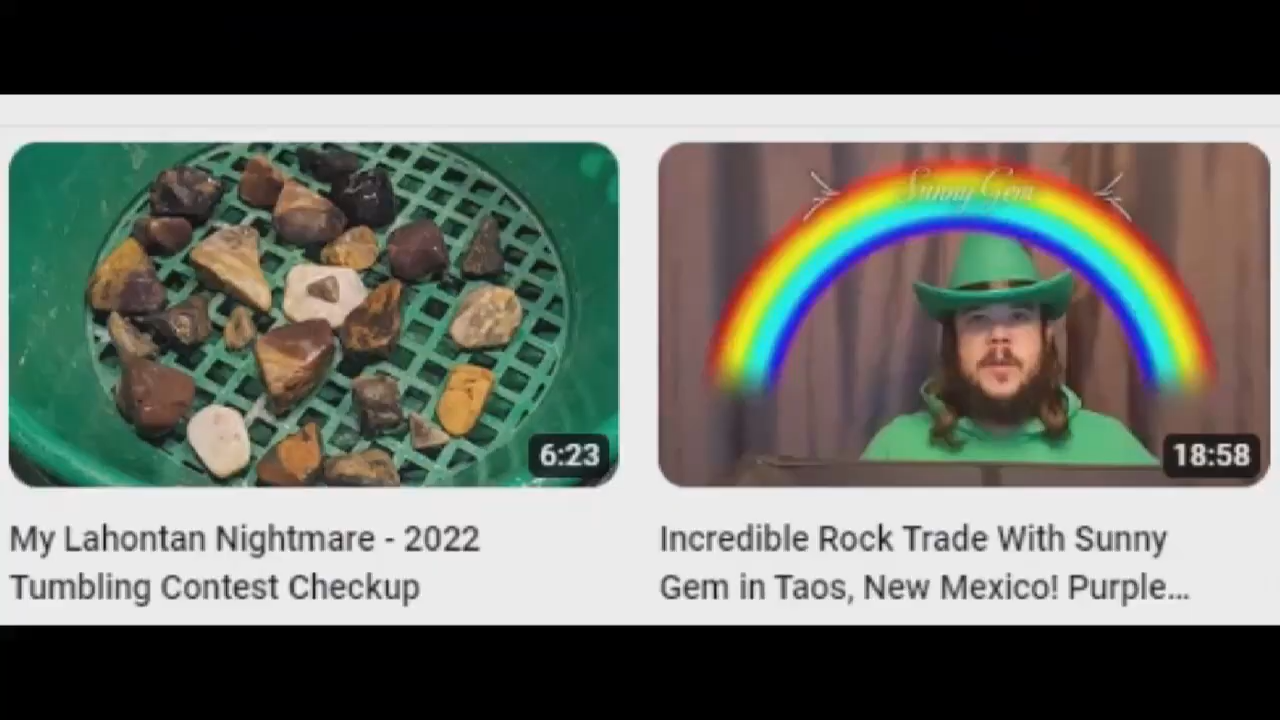 Sunny Gem
6:23
18:58
My Lahontan Nightmare - 2022
Tumbling Contest Checkup
Incredible Rock Trade With Sunny
Gem in Taos, New Mexico! Purple...